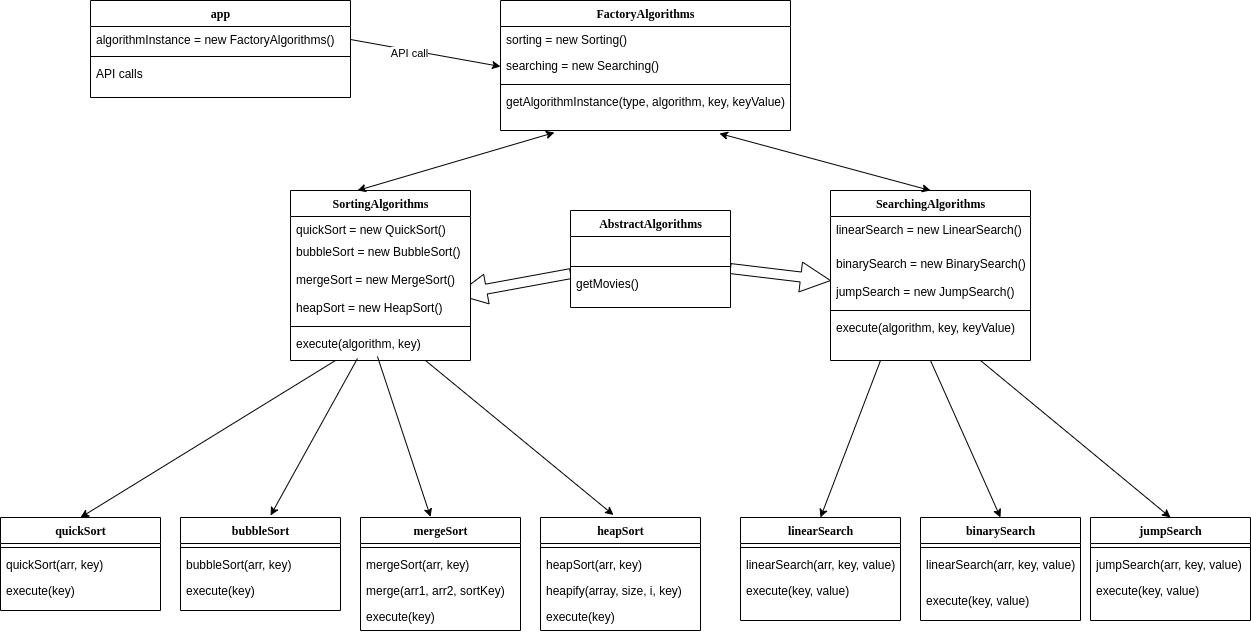 app
algorithmInstance = new FactoryAlgorithms()
API calls
API call
FactoryAlgorithms
sorting = new Sorting()
searching = new Searching()
getAlgorithmInstance(type, algorithm, key, keyValue)
SortingAlgorithms
quickSort = new QuickSort()
bubbleSort = new BubbleSort()
mergeSort = new MergeSort()
heapSort = new HeapSort()
execute(algorithm, key)
AbstractAlgorithms
getMovies()
SearchingAlgorithms
linearSearch = new LinearSearch()
binarySearch = new BinarySearch()
jumpSearch = new JumpSearch()
execute(algorithm, key, keyValue)
quickSort
quickSort(arr, key)
execute(key)
bubbleSort
bubbleSort(arr, key)
execute(key)
mergeSort
mergeSort(arr, key)
merge(arr1, arr2, sortKey)
execute(key)
heapSort
heapSort(arr, key)
heapify(array, size, i, key)
execute(key)
linearSearch
linearSearch(arr, key, value)
execute(key, value)
binarySearch
linearSearch(arr, key, value)
execute(key, value)
jumpSearch
jumpSearch(arr, key, value)
execute(key, value)